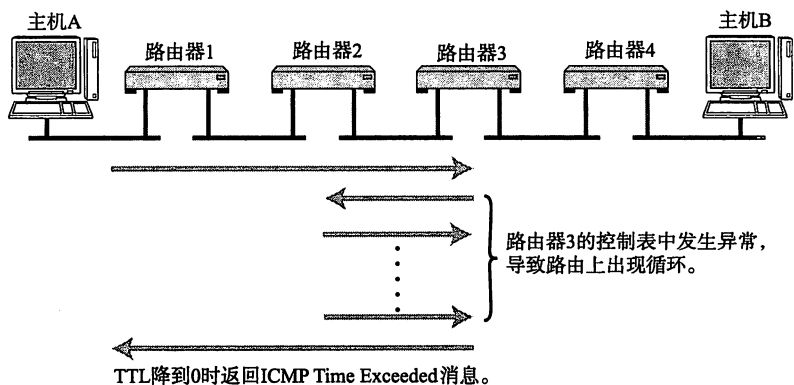 主机A
主机B
路由器1
路由器2
路由器3
路由器4
路由器3的控制表中发生异常，
导致路由上出现循环。
TTL降到0时返回ICMP Time Exceeded消息。